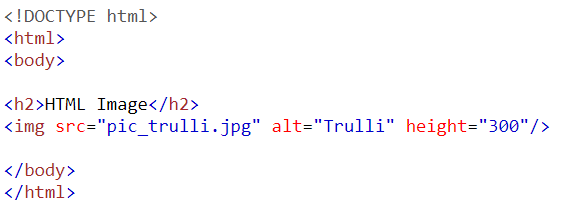 <!DOCTYPE html>
<html>
<body>
<h2>HTML Image</h2>
<img src="pic_trulli.jpg" alt="Trulli" height="300"/>
</body>
</html>